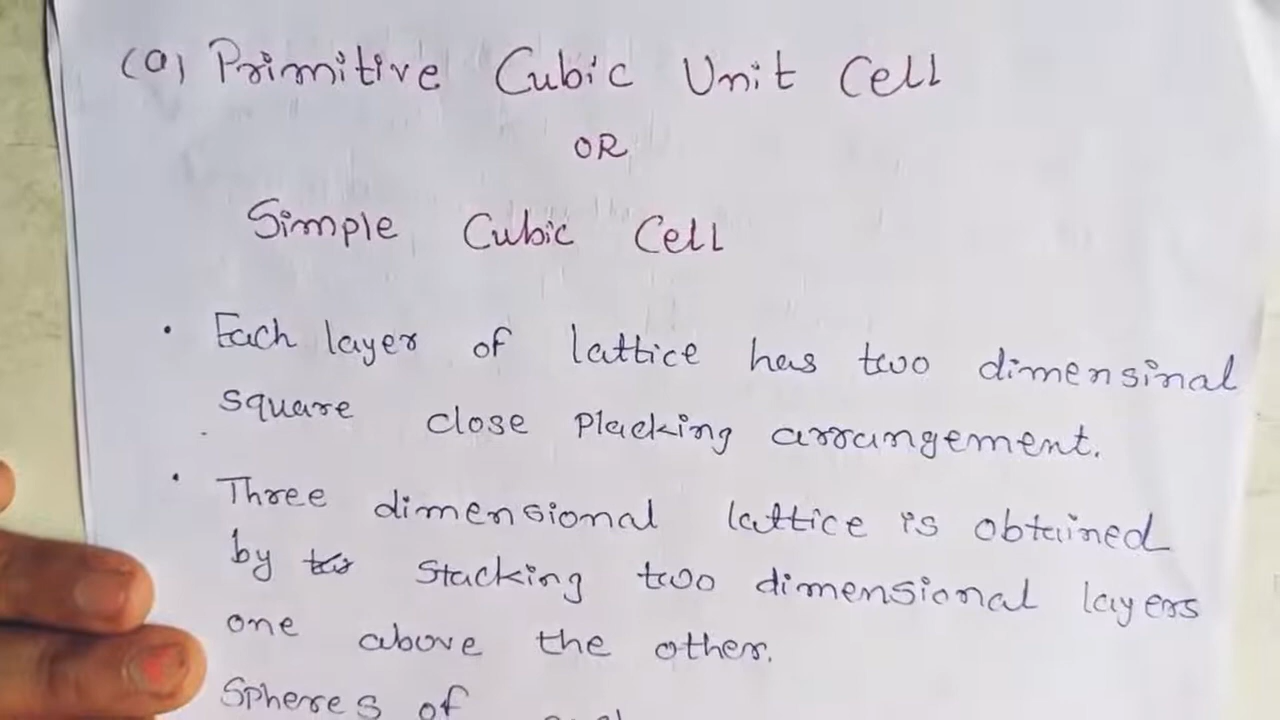 (a) Primitive Cubic Unit Cell
OR
Simple Cubic Cell
• Each layer of lattice has two dimensinal
square close Placking arrangement.
• Three dimensional lattice is obtained
by stacking two dimensional layers
one above the other.
Spheres of